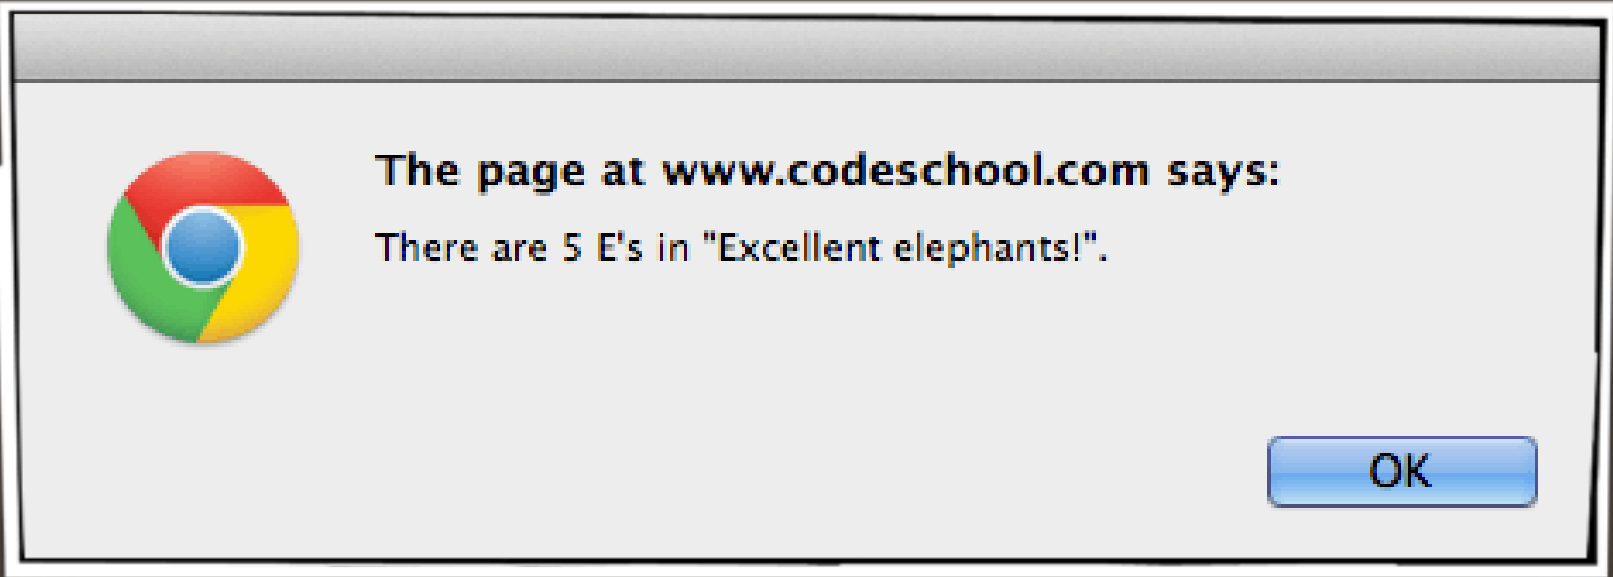 The page at www.codeschool.com says:
There are 5 E's in "Excellent elephants!".
OK